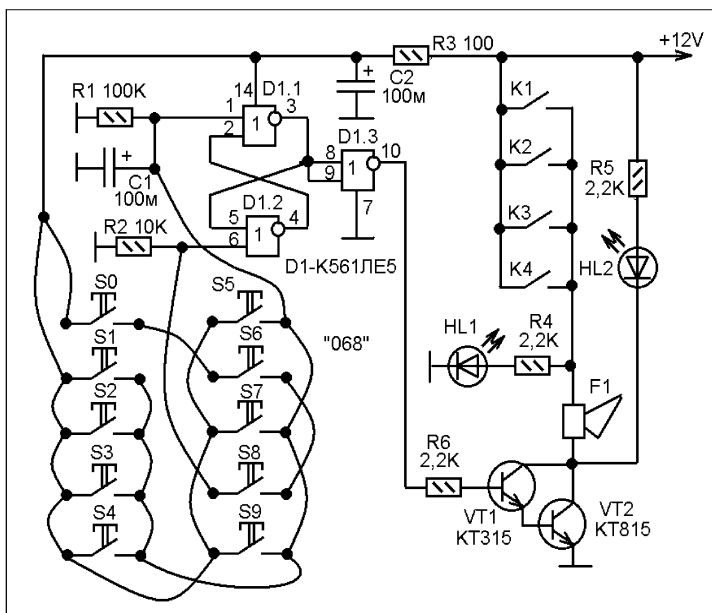 +12V
R3 100
R1 100K
14
D1.1
1
3
2
1
C2
100м
+
K1
D1.3
8
9
1
10
K2
R5
2,2K
+
C1
100м
D1.2
5
6
1
4
7
K3
R2 10K
D1-К561ЛЕ5
K4
HL2
S0
S5
"068"
HL1
R4
2,2K
S1
S6
F1
S2
S7
S3
S8
R6
2,2K
S4
S9
VT1
КТ315
VT2
КТ815